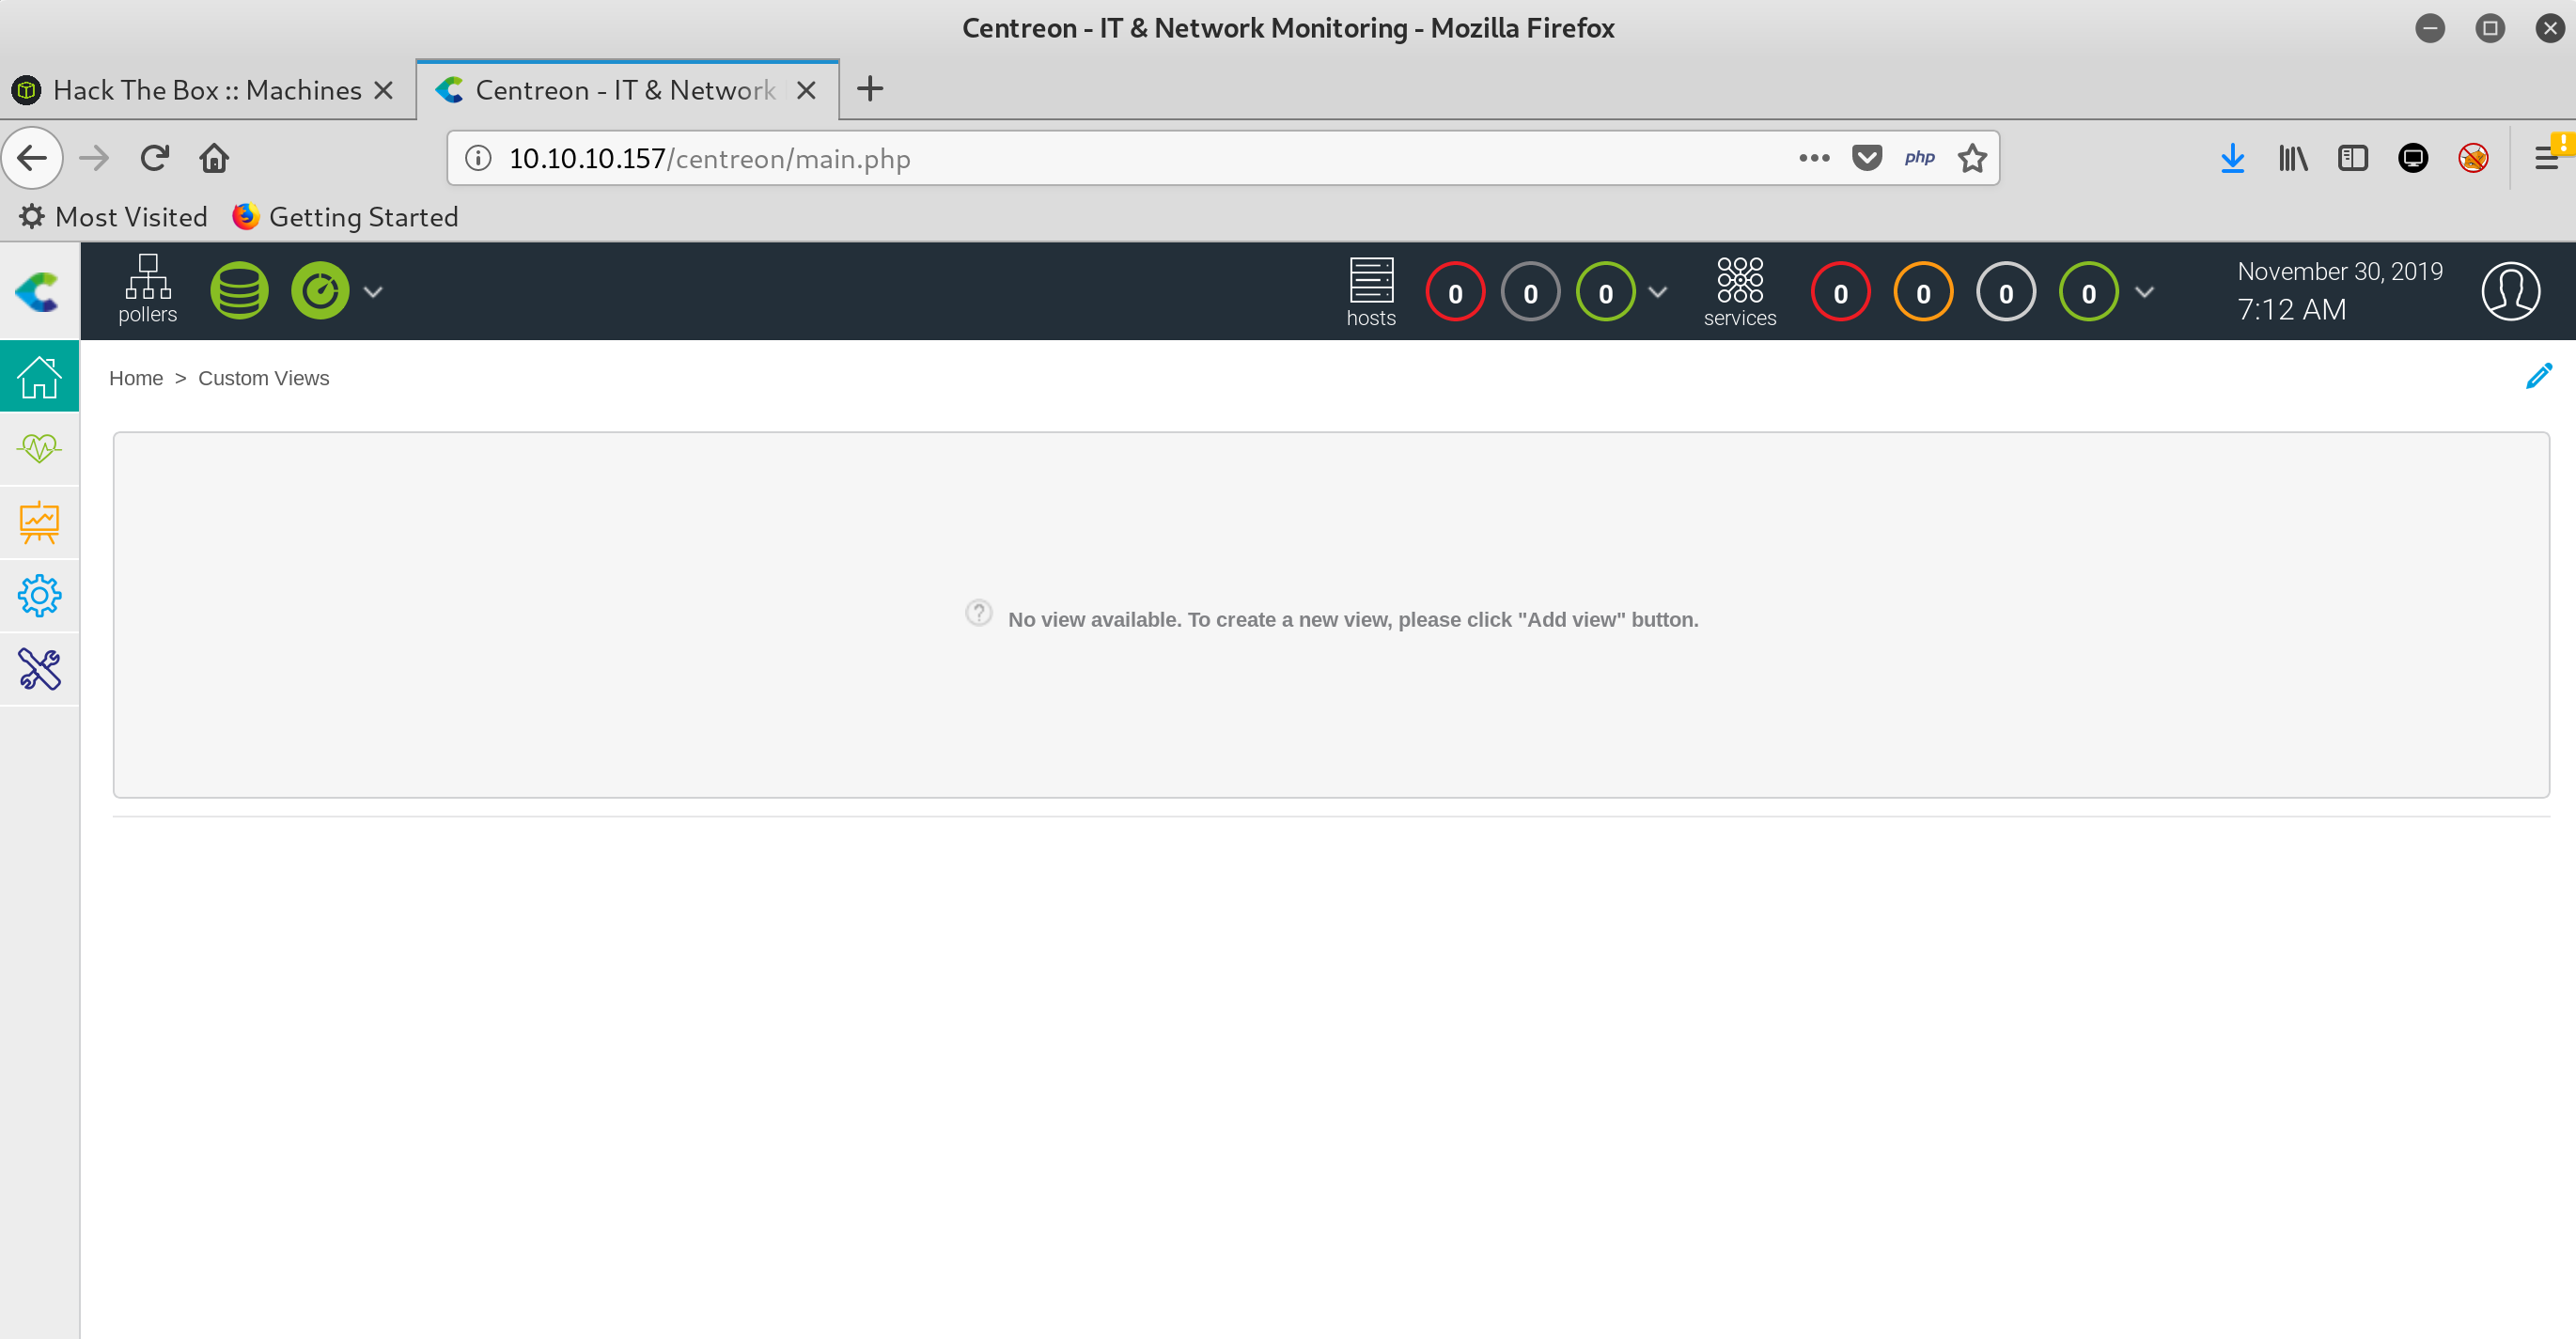 Centreon - IT & Network Monitoring - Mozilla Firefox
Hack The Box :: Machines
Centreon - IT & Network
10.10.10.157/centreon/main.php
php
Most Visited
Getting Started
pollers
hosts
0
0
0
services
0
0
0
0
November 30, 2019
7:12 AM
Home > Custom Views
No view available. To create a new view, please click "Add view" button.